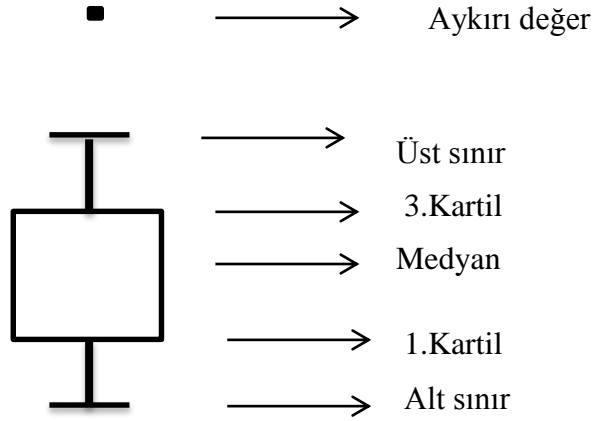 Aykırı değer
Üst sınır
3.Kartil
Medyan
1.Kartil
Alt sınır